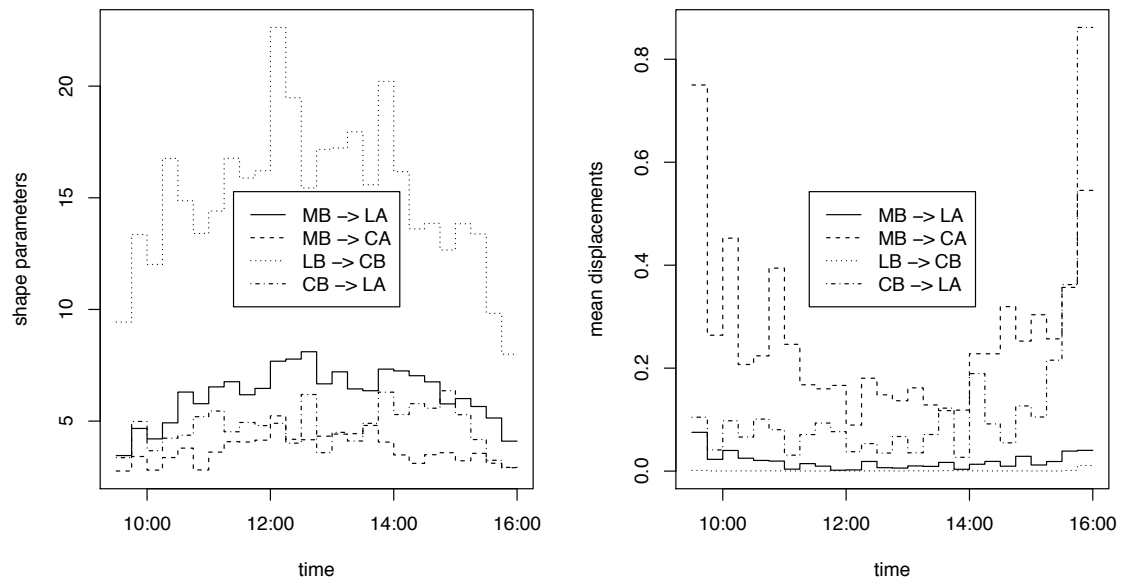 shape parameters
20
15
10
5
MB −> LA
MB −> CA
LB −> CB
CB −> LA
10:00 12:00 14:00 16:00
time
mean displacements
0.8
0.6
0.4
0.2
0.0
MB −> LA
MB −> CA
LB −> CB
CB −> LA
10:00 12:00 14:00 16:00
time